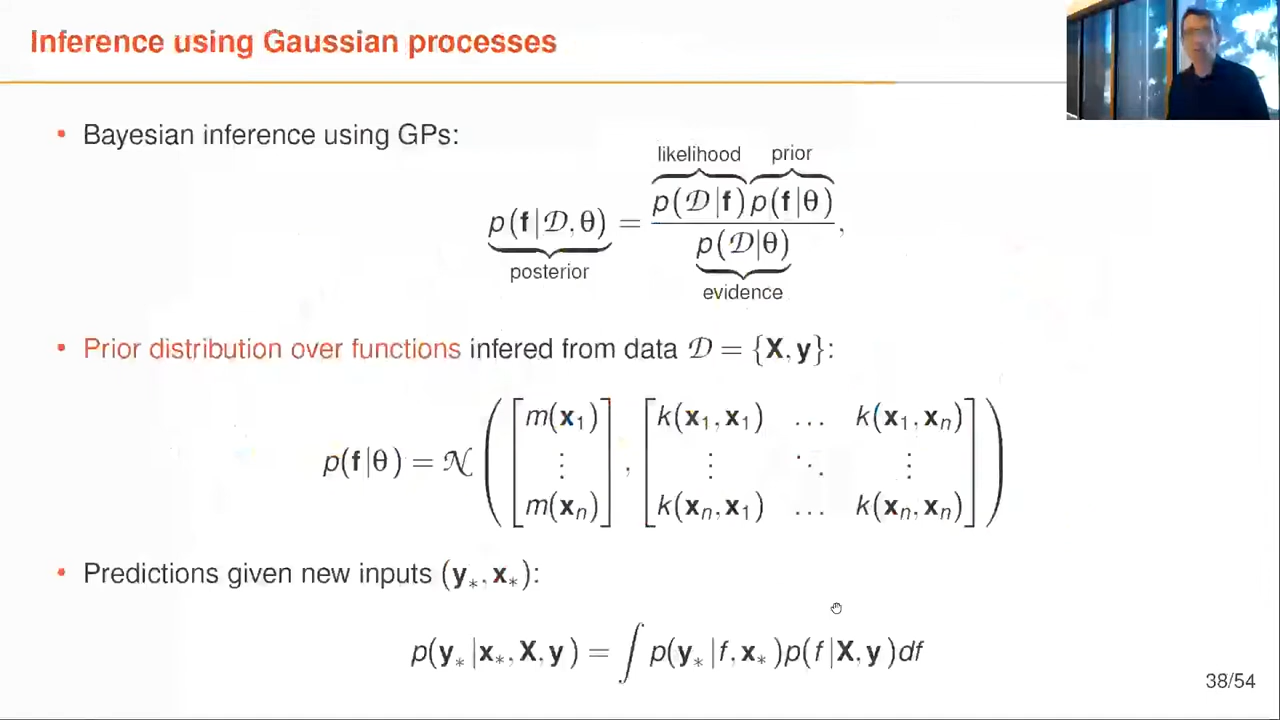 Inference using Gaussian processes
• Bayesian inference using GPs:
likelihood prior
p(f|𝒟,θ) = p(𝒟|f)p(f|θ) / p(𝒟|θ),
posterior
evidence
• Prior distribution over functions infered from data 𝒟 = {X,y}:
p(f|θ) = 𝒩 ( [ m(x₁) ⋮ m(xₙ) ] , [ k(x₁,x₁) … k(x₁,xₙ) ⋮ ⋱ ⋮ k(xₙ,x₁) … k(xₙ,xₙ) ] )
• Predictions given new inputs (y∗,x∗):
p(y∗|x∗,X,y) = ∫ p(y∗|f,x∗)p(f|X,y)df
38/54